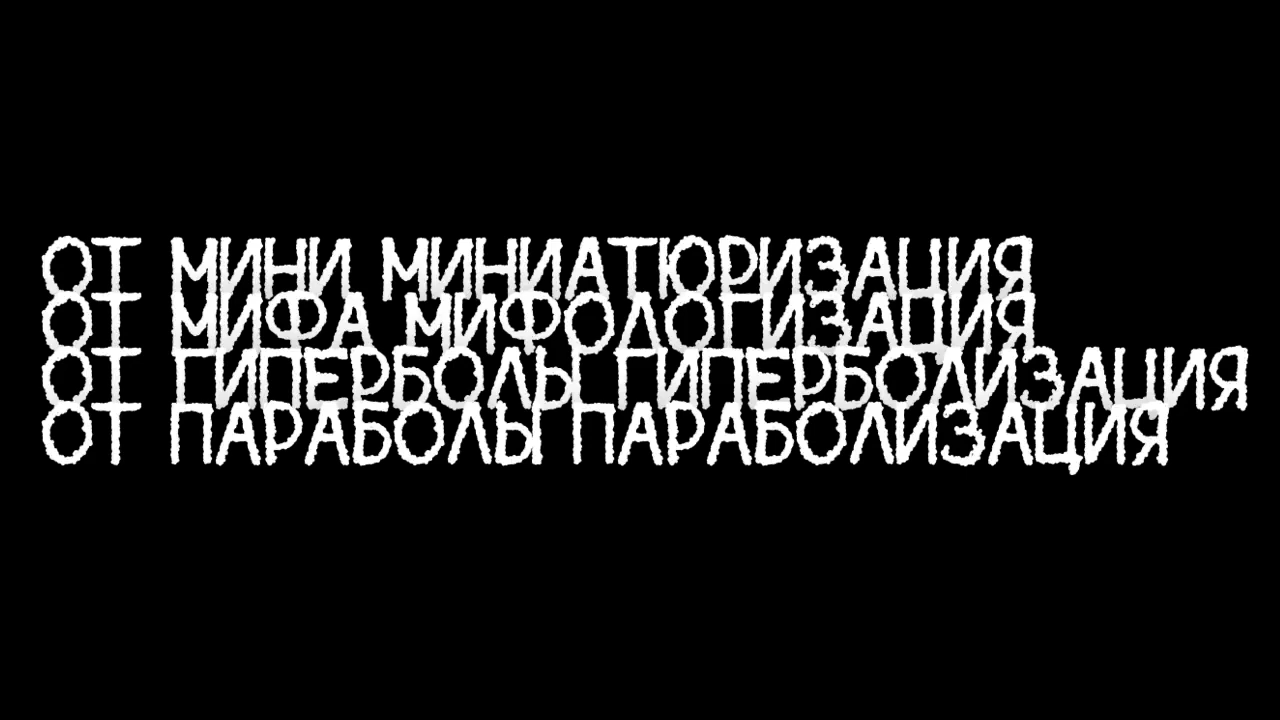 ОТ МИНИ МИНИАТЮРИЗАЦИЯ
ОТ МИФА МИФОЛОГИЗАЦИЯ
ОТ ГИПЕРБОЛЫ ГИПЕРБОЛИЗАЦИЯ
ОТ ПАРАБОЛЫ ПАРАБОЛИЗАЦИЯ